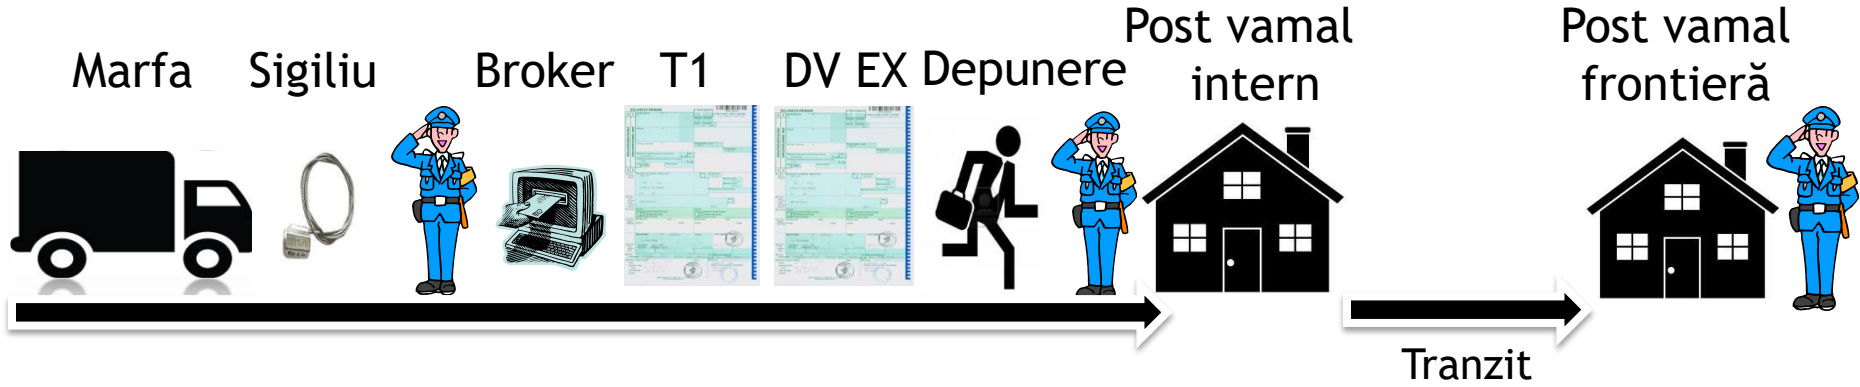 Marfa
Sigiliu
Broker
T1
DV EX
Depunere
Post vamal
intern
Post vamal
frontieră
Tranzit